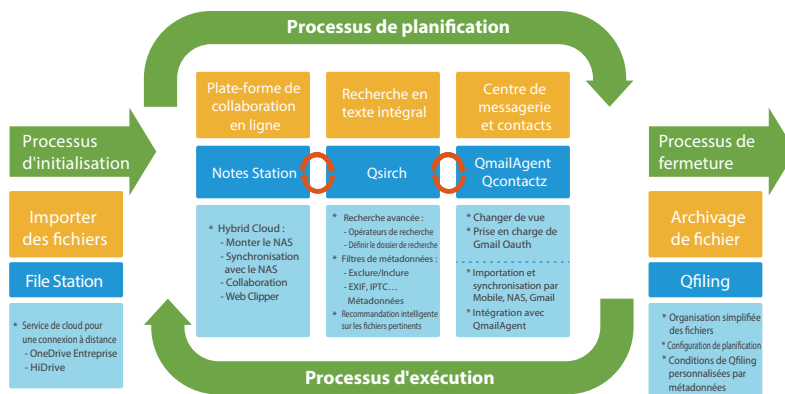 Processus de planification
Processus
d'initialisation
Importer
des fichiers
File Station
* Service de cloud pour
une connexion à distance
- OneDrive Entreprise
- HiDrive
Plate-forme de
collaboration
en ligne
Notes Station
* Hybrid Cloud :
- Monter le NAS
- Synchronisation
avec le NAS
- Collaboration
- Web Clipper
Recherche en
texte intégral
Qsirch
* Recherche avancée :
- Opérateurs de recherche
- Définir le dossier de recherche
* Filtres de métadonnées :
- Exclure/Inclure
- EXIF, IPTC…
Métadonnées
* Recommandation intelligente
sur les fichiers pertinents
Centre de
messagerie
et contacts
QmailAgent
Qcontactz
* Changer de vue
* Prise en charge de
Gmail Oauth
* Importation et
synchronisation par
Mobile, NAS, Gmail
* Intégration avec
QmailAgent
Processus de
fermeture
Archivage
de fichier
Qfiling
* Organisation simplifiée
des fichiers
* Configuration de planification
* Conditions de Qfiling
personnalisées par
métadonnées
Processus d'exécution